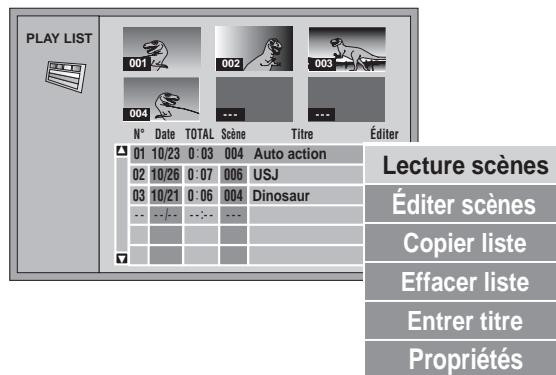 PLAY LIST
001 002 003
004 --- ---
N° Date TOTAL Scène Titre Éditer
01 10/23 0:03 004 Auto action
02 10/26 0:07 006 USJ
03 10/21 0:06 004 Dinosaur
-- --/-- --:-- ---
Lecture scènes
Éditer scènes
Copier liste
Effacer liste
Entrer titre
Propriétés